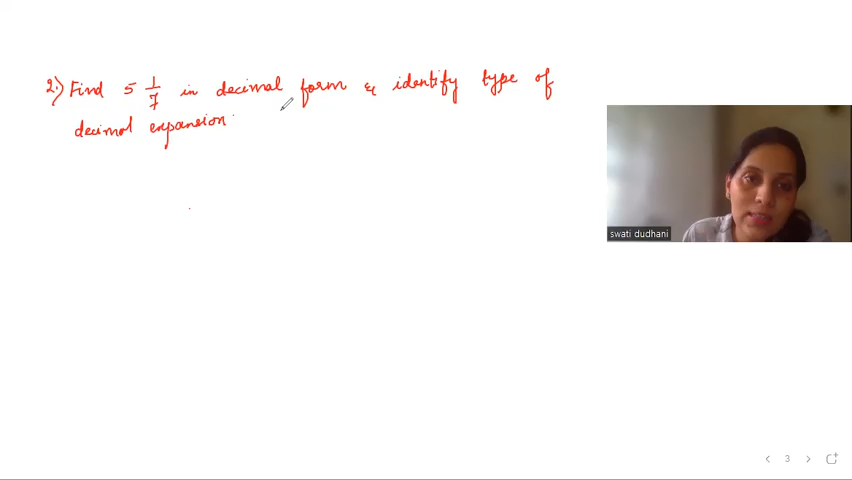 2.) Find 5 1/7 in decimal form & identify type of
decimal expansion.
swati dudhani
3